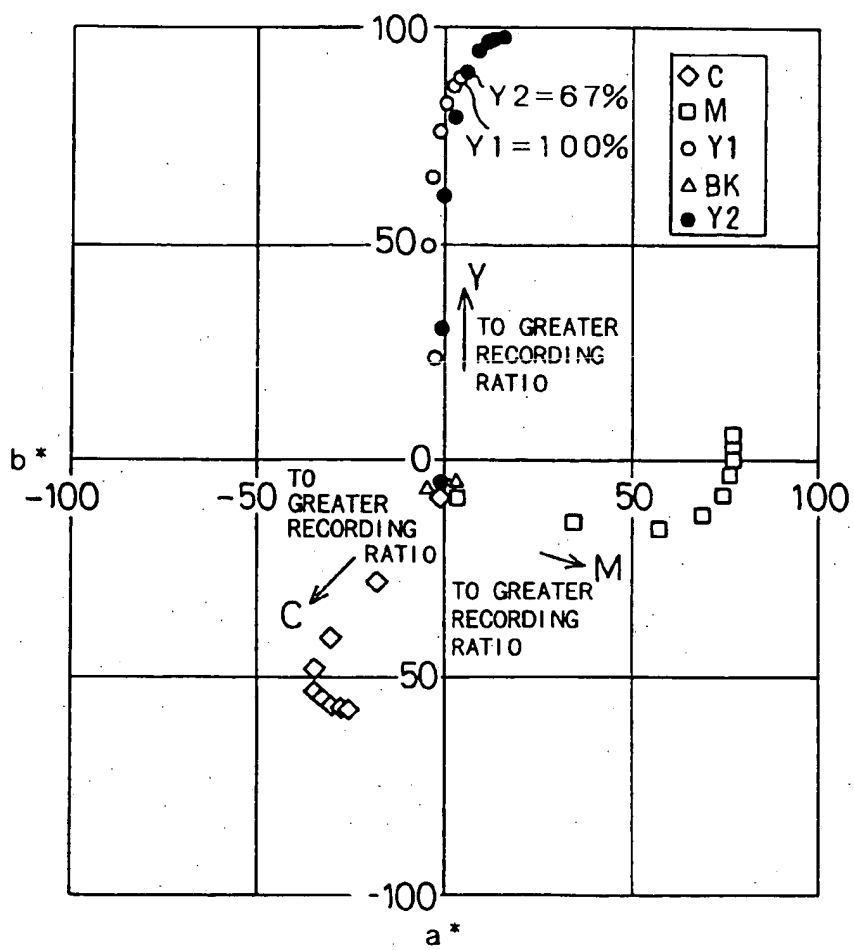 100
C
M
Y1
BK
Y2
Y2=67%
Y1=100%
50
Y
TO GREATER
RECORDING
RATIO
b*
0
-100
-50
50
100
TO
GREATER
RECORDING
RATIO
C
M
TO GREATER
RECORDING
RATIO
50
-100
a*